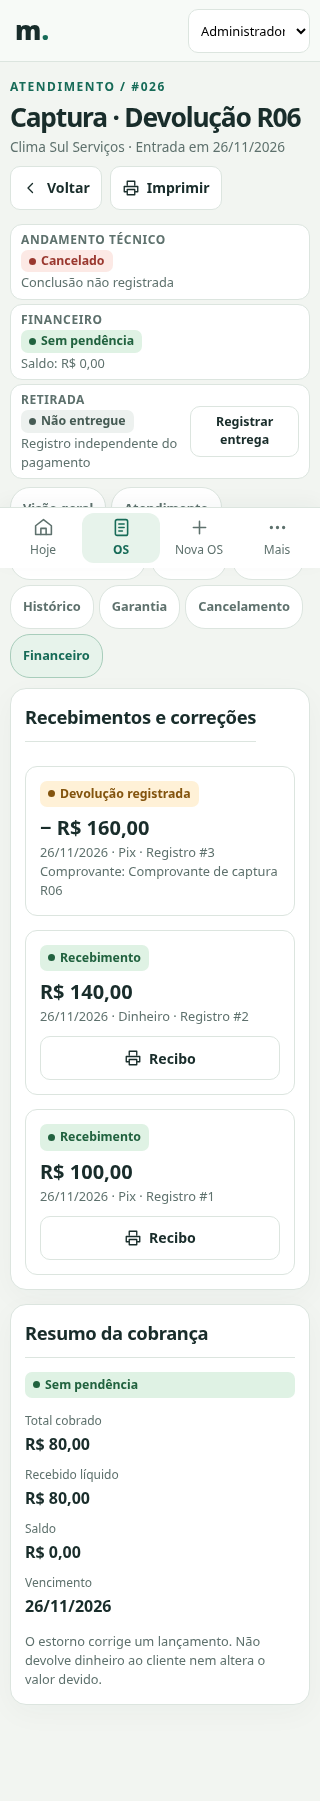 m.
Administrador
ATENDIMENTO / #026
Captura · Devolução R06
Clima Sul Serviços · Entrada em 26/11/2026
Voltar
Imprimir
ANDAMENTO TÉCNICO
Cancelado
Conclusão não registrada
FINANCEIRO
Sem pendência
Saldo: R$ 0,00
RETIRADA
Não entregue
Registro independente do
pagamento
Registrar
entrega
Visão geral
Atendimento
Hoje
OS
Nova OS
Mais
Histórico
Garantia
Cancelamento
Financeiro
Recebimentos e correções
Devolução registrada
− R$ 160,00
26/11/2026 · Pix · Registro #3
Comprovante: Comprovante de captura
R06
Recebimento
R$ 140,00
26/11/2026 · Dinheiro · Registro #2
Recibo
Recebimento
R$ 100,00
26/11/2026 · Pix · Registro #1
Recibo
Resumo da cobrança
Sem pendência
Total cobrado
R$ 80,00
Recebido líquido
R$ 80,00
Saldo
R$ 0,00
Vencimento
26/11/2026
O estorno corrige um lançamento. Não
devolve dinheiro ao cliente nem altera o
valor devido.